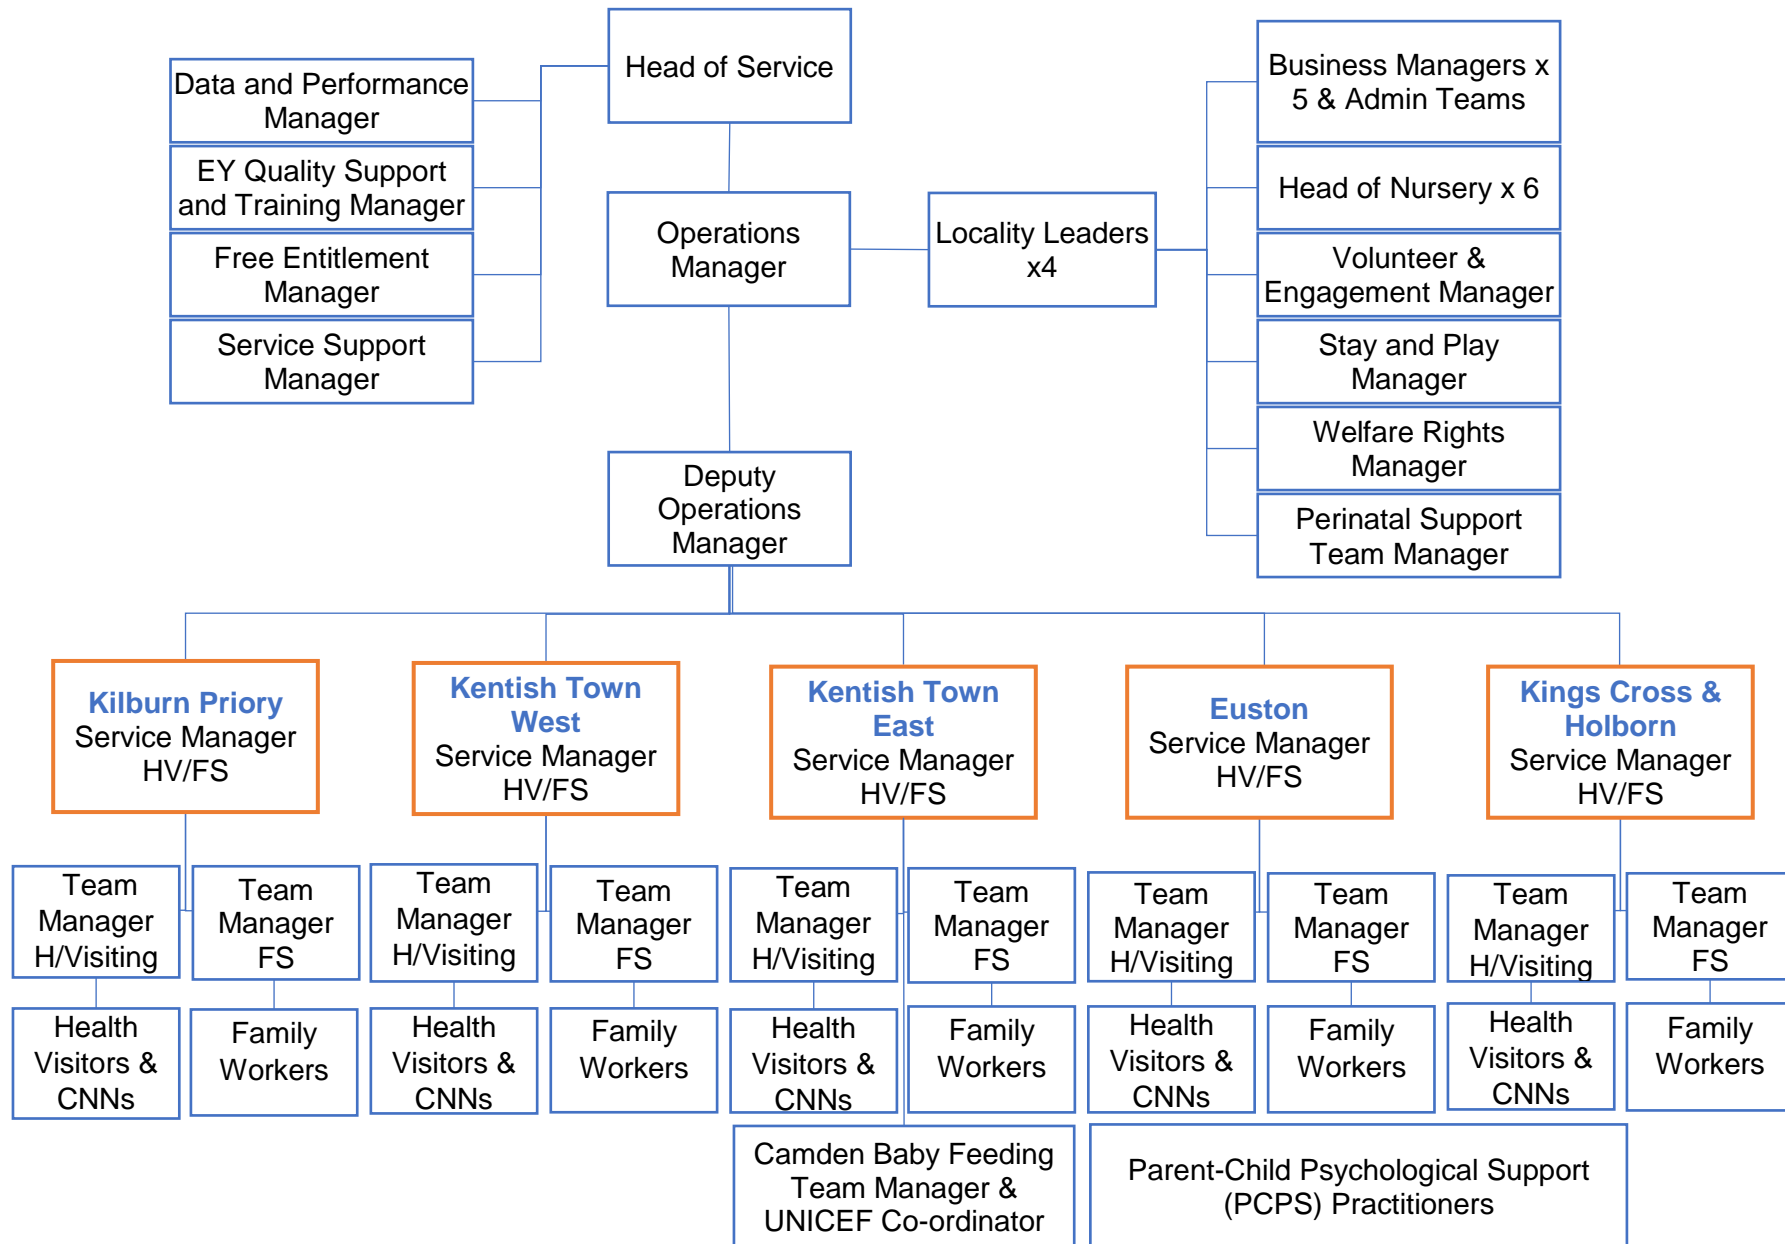 Head of Service
Data and Performance
Manager
EY Quality Support
and Training Manager
Free Entitlement
Manager
Service Support
Manager
Operations
Manager
Locality Leaders
x4
Business Managers x
5 & Admin Teams
Head of Nursery x 6
Volunteer &
Engagement Manager
Stay and Play
Manager
Welfare Rights
Manager
Perinatal Support
Team Manager
Deputy
Operations
Manager
Kilburn Priory
Service Manager
HV/FS
Kentish Town
West
Service Manager
HV/FS
Kentish Town
East
Service Manager
HV/FS
Euston
Service Manager
HV/FS
Kings Cross &
Holborn
Service Manager
HV/FS
Team
Manager
H/Visiting
Team
Manager
FS
Team
Manager
H/Visiting
Team
Manager
FS
Team
Manager
H/Visiting
Team
Manager
FS
Team
Manager
H/Visiting
Team
Manager
FS
Team
Manager
H/Visiting
Team
Manager
FS
Health
Visitors &
CNNs
Family
Workers
Health
Visitors &
CNNs
Family
Workers
Health
Visitors &
CNNs
Family
Workers
Health
Visitors &
CNNs
Family
Workers
Health
Visitors &
CNNs
Family
Workers
Camden Baby Feeding
Team Manager &
UNICEF Co-ordinator
Parent-Child Psychological Support
(PCPS) Practitioners